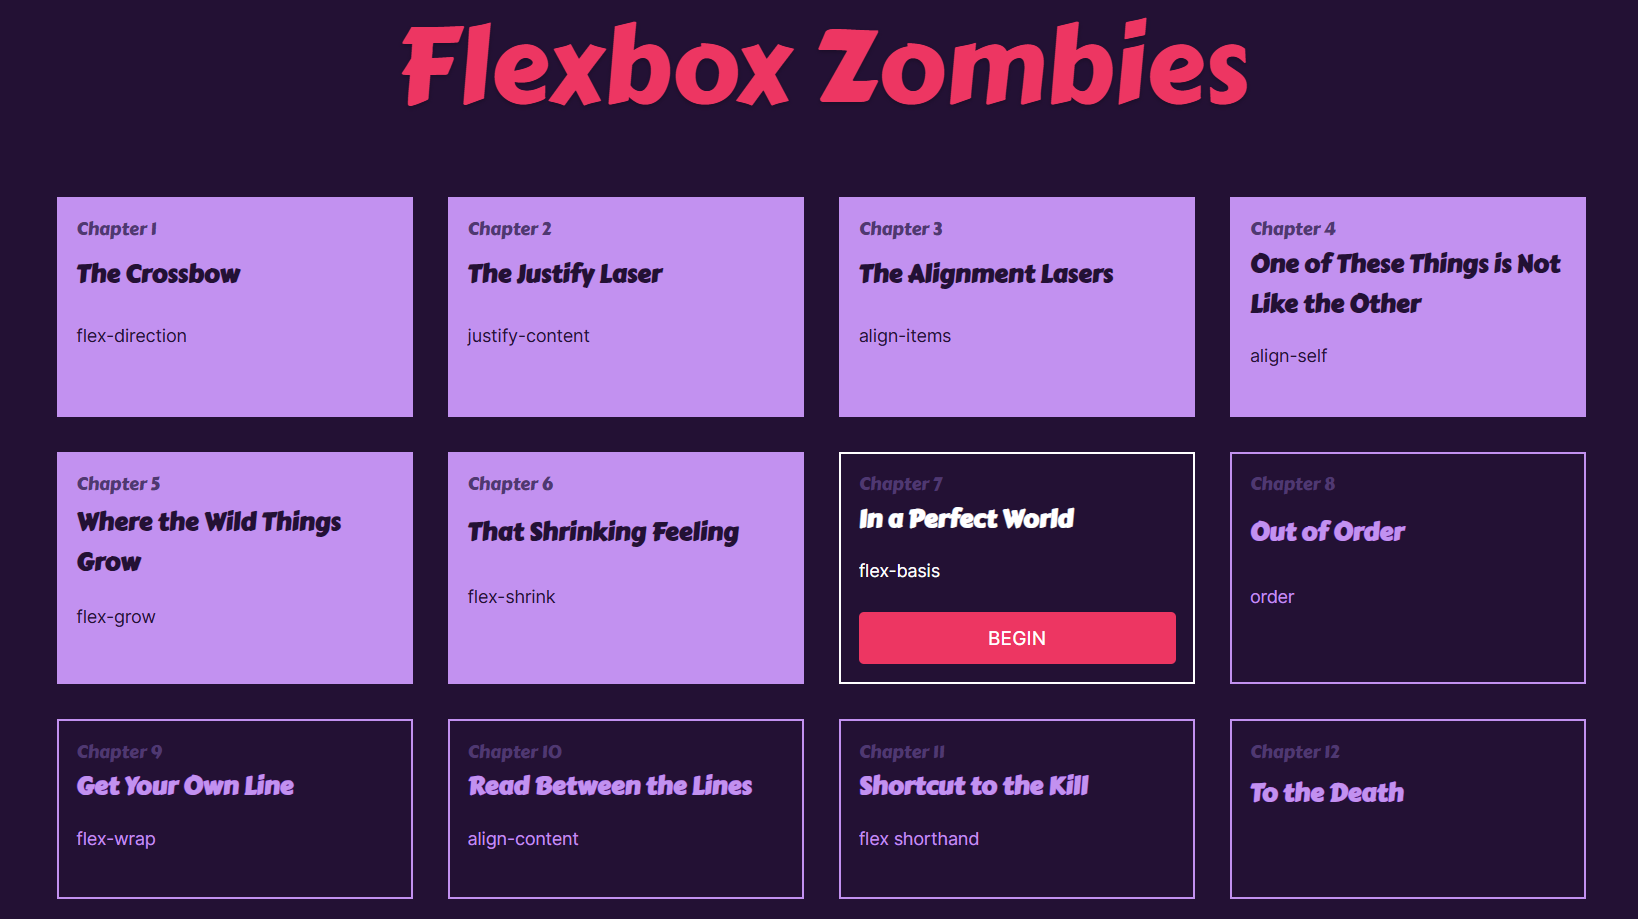 Flexbox Zombies
Chapter 1
The Crossbow
flex-direction
Chapter 2
The Justify Laser
justify-content
Chapter 3
The Alignment Lasers
align-items
Chapter 4
One of These Things is Not
Like the Other
align-self
Chapter 5
Where the Wild Things
Grow
flex-grow
Chapter 6
That Shrinking Feeling
flex-shrink
Chapter 7
In a Perfect World
flex-basis
BEGIN
Chapter 8
Out of Order
order
Chapter 9
Get Your Own Line
flex-wrap
Chapter 10
Read Between the Lines
align-content
Chapter 11
Shortcut to the Kill
flex shorthand
Chapter 12
To the Death